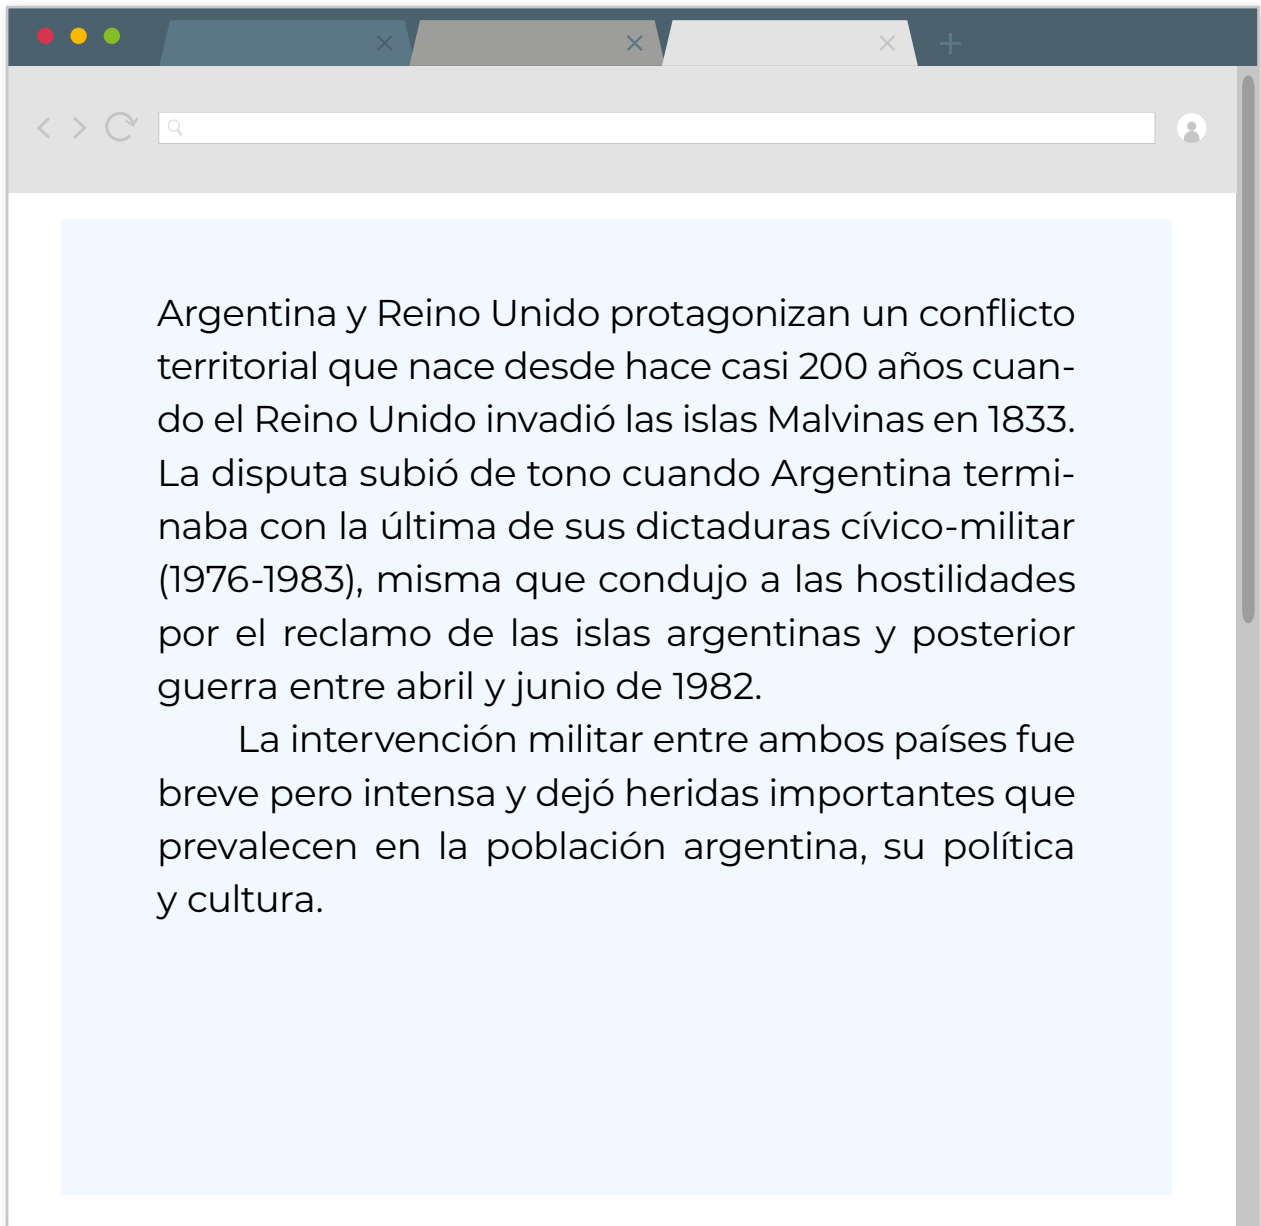 Argentina y Reino Unido protagonizan un conflicto
territorial que nace desde hace casi 200 años cuan-
do el Reino Unido invadió las islas Malvinas en 1833.
La disputa subió de tono cuando Argentina termi-
naba con la última de sus dictaduras cívico-militar
(1976-1983), misma que condujo a las hostilidades
por el reclamo de las islas argentinas y posterior
guerra entre abril y junio de 1982.
La intervención militar entre ambos países fue
breve pero intensa y dejó heridas importantes que
prevalecen en la población argentina, su política
y cultura.